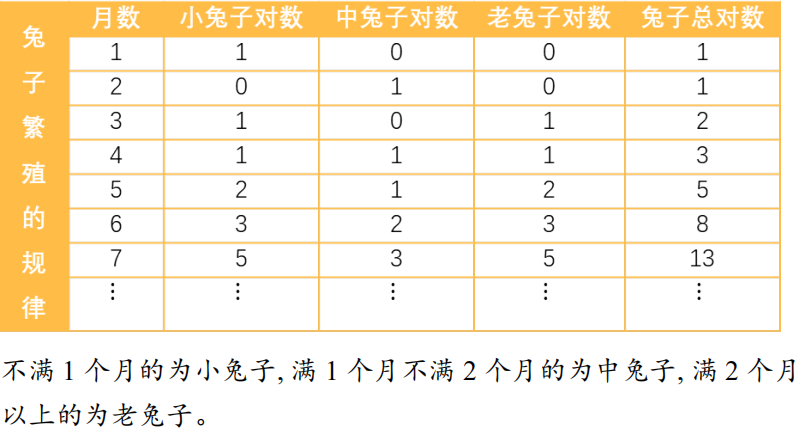 兔子繁殖的规律
月数 小兔子对数 中兔子对数 老兔子对数 兔子总对数
1 1 0 0 1
2 0 1 0 1
3 1 0 1 2
4 1 1 1 3
5 2 1 2 5
6 3 2 3 8
7 5 3 5 13
⋮ ⋮ ⋮ ⋮ ⋮
不满 1 个月的为小兔子, 满 1 个月不满 2 个月的为中兔子, 满 2 个月
以上的为老兔子。